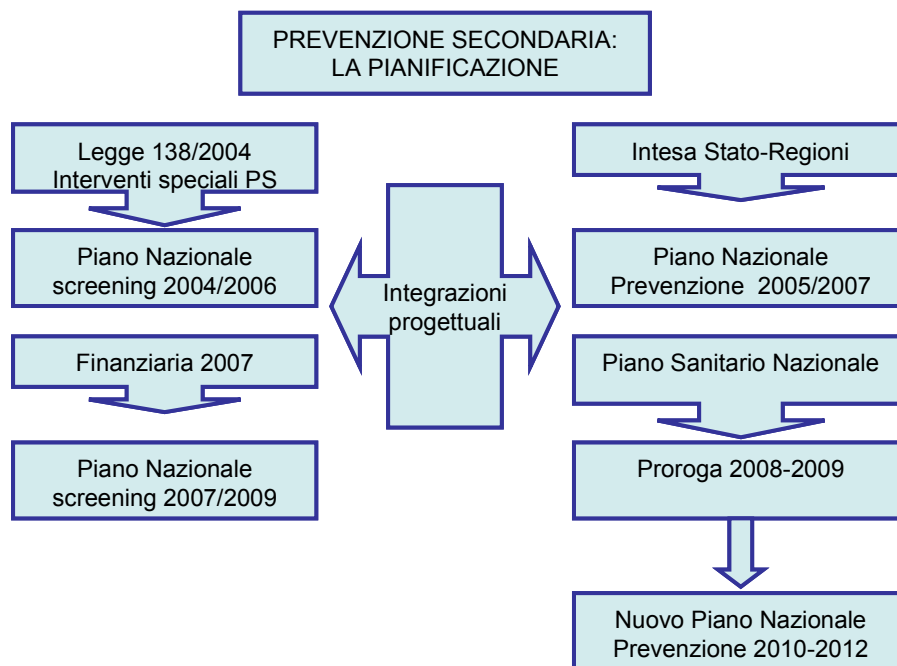 PREVENZIONE SECONDARIA:
LA PIANIFICAZIONE
Legge 138/2004
Interventi speciali PS
Piano Nazionale
screening 2004/2006
Finanziaria 2007
Piano Nazionale
screening 2007/2009
Integrazioni
progettuali
Intesa Stato-Regioni
Piano Nazionale
Prevenzione 2005/2007
Piano Sanitario Nazionale
Proroga 2008-2009
Nuovo Piano Nazionale
Prevenzione 2010-2012